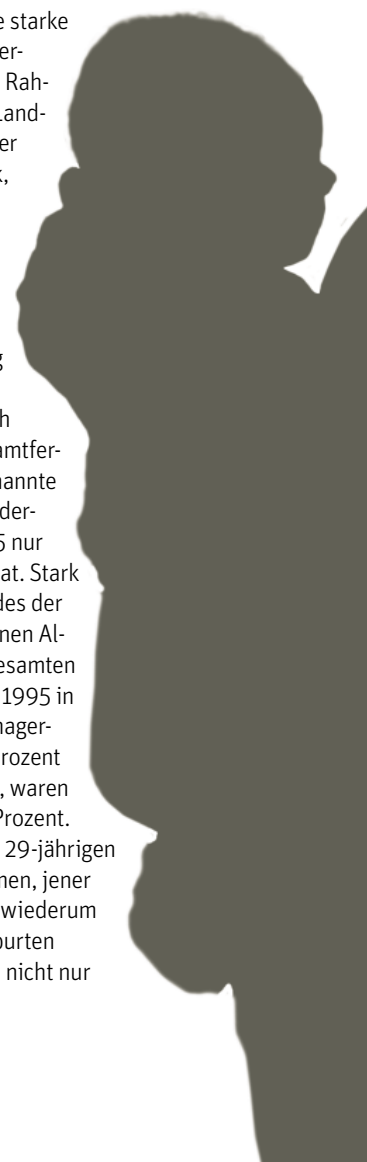 e starke
er-
Rah-
Land-
er
k,
g
h
amtfer-
nannte
der-
5 nur
at. Stark
des der
nen Al-
esamten
1995 in
nager-
rozent
, waren
Prozent.
29-jährigen
nen, jener
wiederum
burten
nicht nur